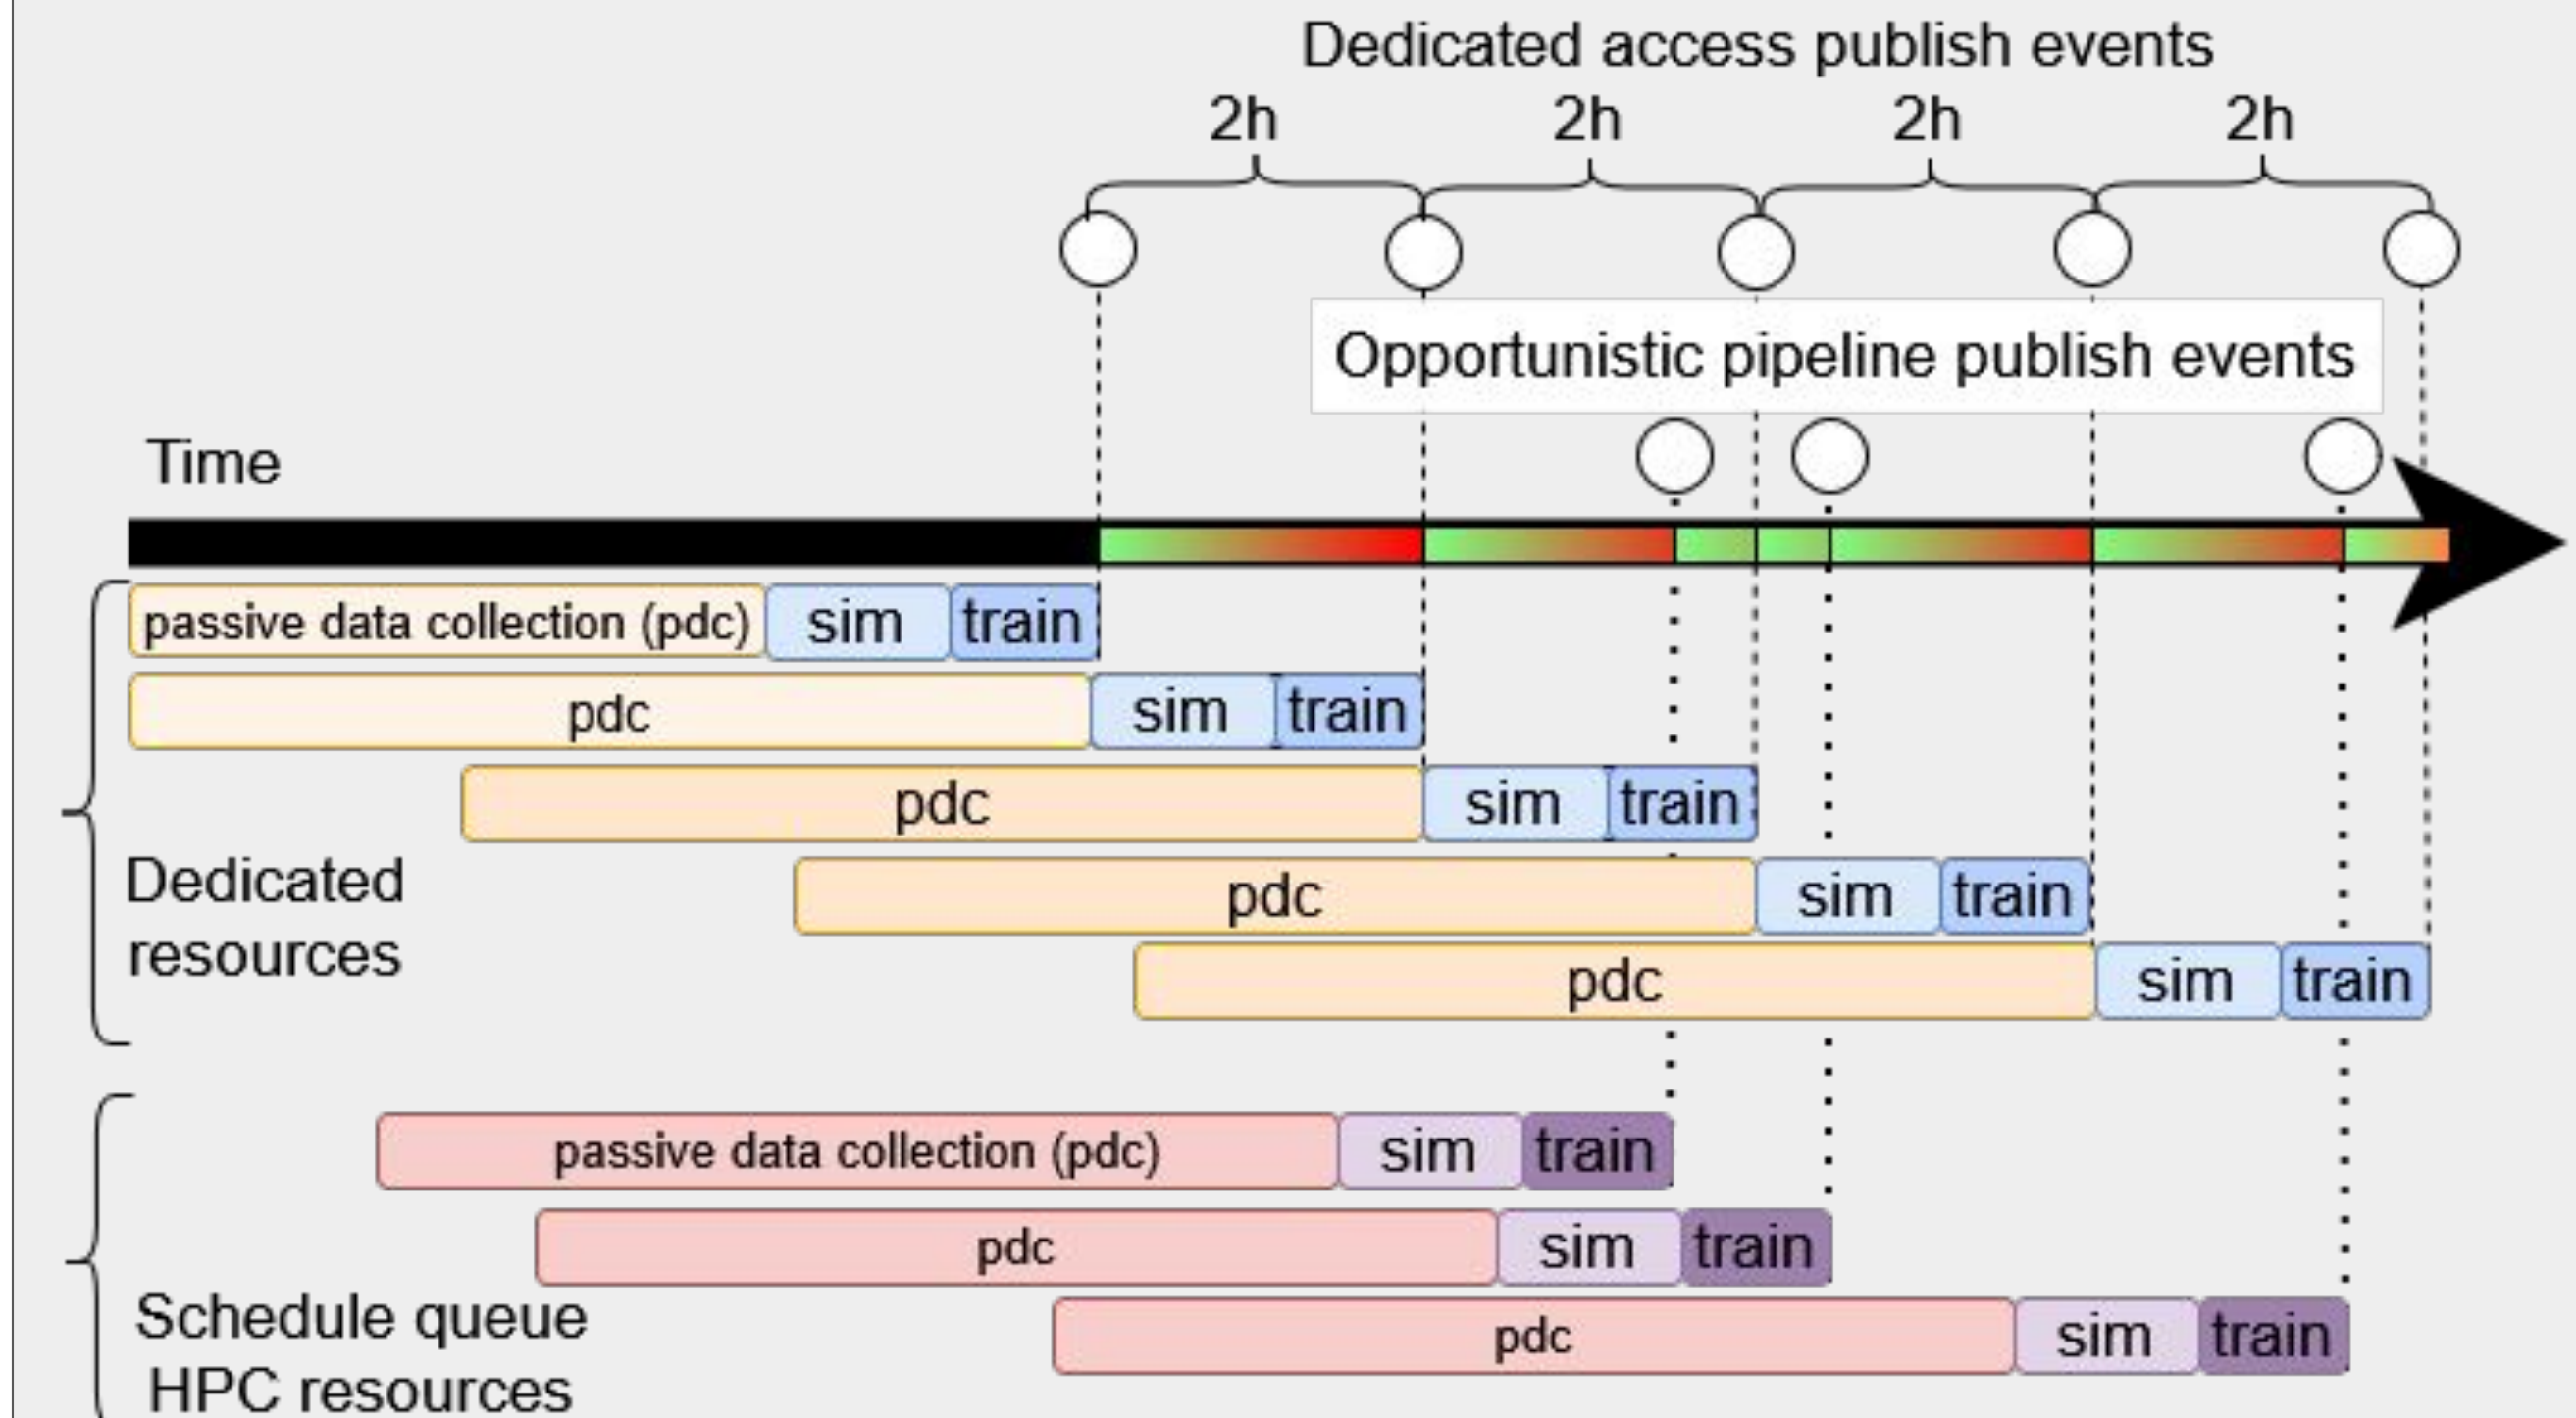 Dedicated access publish events
2h 2h 2h 2h
Opportunistic pipeline publish events
Time
passive data collection (pdc) sim train
pdc sim train
pdc sim train
pdc sim train
pdc sim train
Dedicated
resources
passive data collection (pdc) sim train
pdc sim train
pdc sim train
Schedule queue
HPC resources